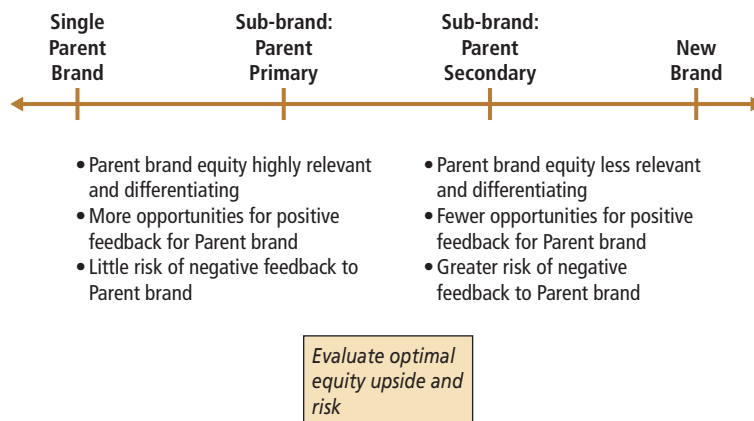 Single
Parent
Brand
Sub-brand:
Parent
Primary
Sub-brand:
Parent
Secondary
New
Brand
• Parent brand equity highly relevant
and differentiating
• More opportunities for positive
feedback for Parent brand
• Little risk of negative feedback to
Parent brand
• Parent brand equity less relevant
and differentiating
• Fewer opportunities for positive
feedback for Parent brand
• Greater risk of negative
feedback to Parent brand
Evaluate optimal
equity upside and
risk